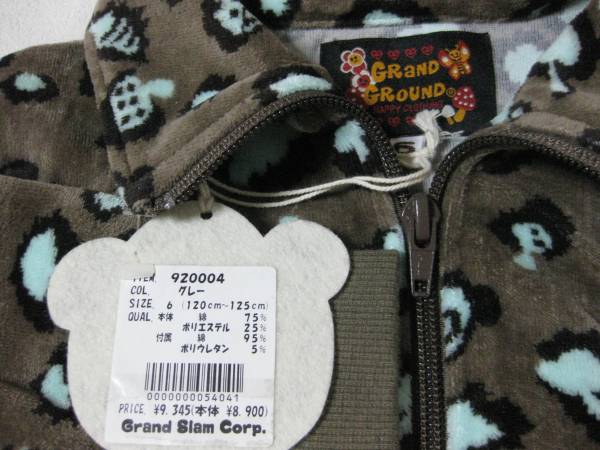 GRAND
GROUND®
HAPPY CLOTHING
6
ITEM. 920004
COL. グレー
SIZE. 6 (120cm~125cm)
QUAL. 本体 綿 75%
ポリエステル 25%
付属 綿 95%
ポリウレタン 5%
0000000054041
PRICE. ¥9,345(本体 ¥8,900)
Grand Slam Corp.